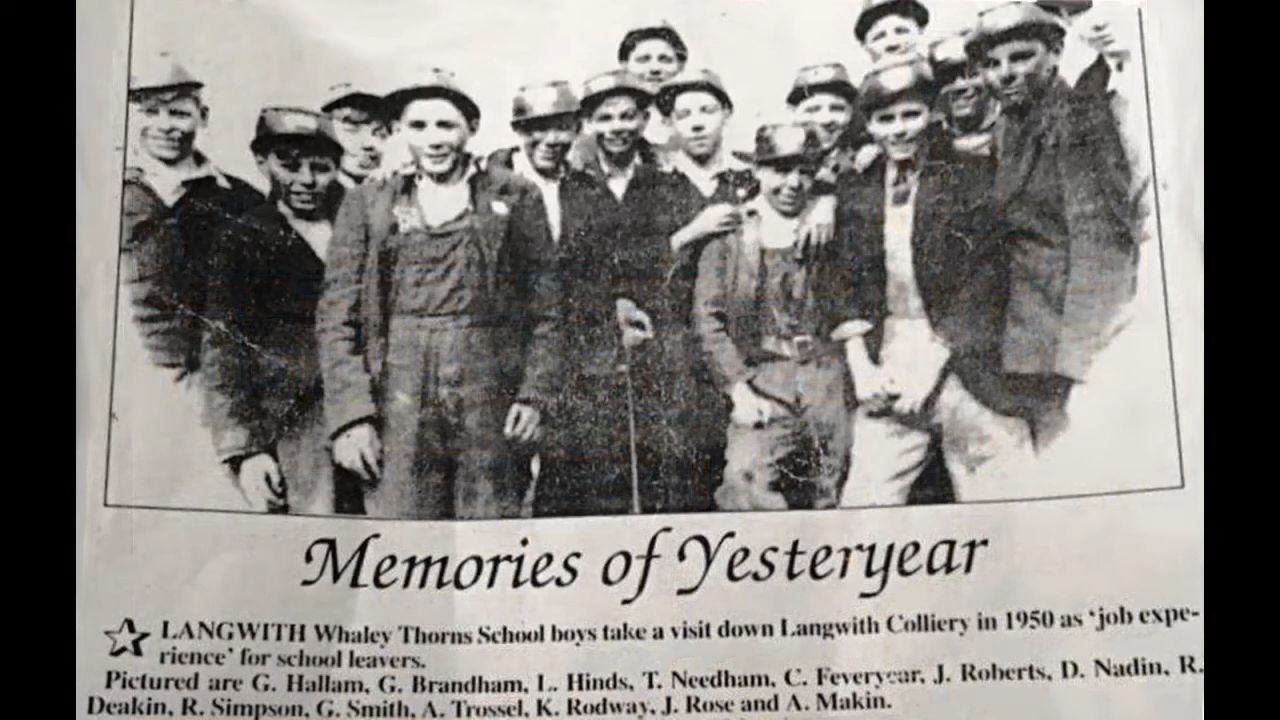 Memories of Yesteryear
LANGWITH Whaley Thorns School boys take a visit down Langwith Colliery in 1950 as 'job expe-
rience' for school leavers.
Pictured are G. Hallam, G. Brandham, L. Hinds, T. Needham, C. Feveryear, J. Roberts, D. Nadin, R.
Deakin, R. Simpson, G. Smith, A. Trossel, K. Rodway, J. Rose and A. Makin.